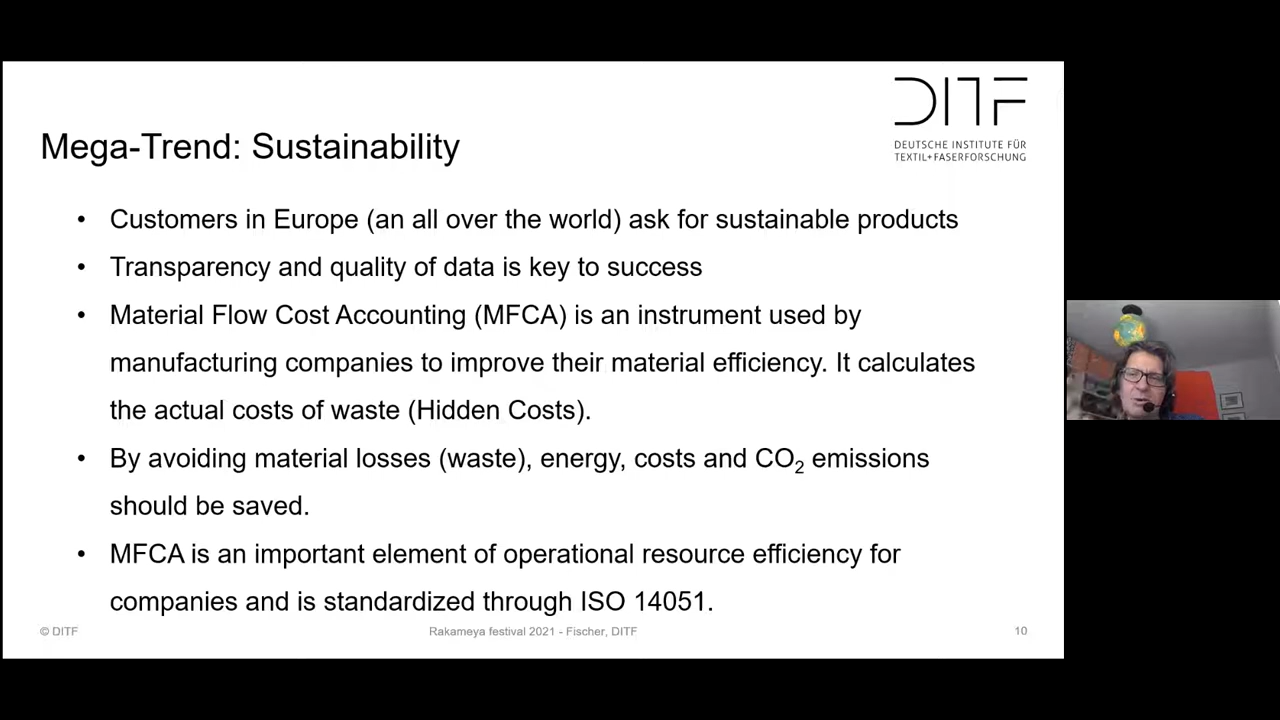 DITF
DEUTSCHE INSTITUTE FÜR
TEXTIL+FASERFORSCHUNG
Mega-Trend: Sustainability
• Customers in Europe (an all over the world) ask for sustainable products
• Transparency and quality of data is key to success
• Material Flow Cost Accounting (MFCA) is an instrument used by
manufacturing companies to improve their material efficiency. It calculates
the actual costs of waste (Hidden Costs).
• By avoiding material losses (waste), energy, costs and CO₂ emissions
should be saved.
• MFCA is an important element of operational resource efficiency for
companies and is standardized through ISO 14051.
© DITF
Rakameya festival 2021 - Fischer, DITF
10